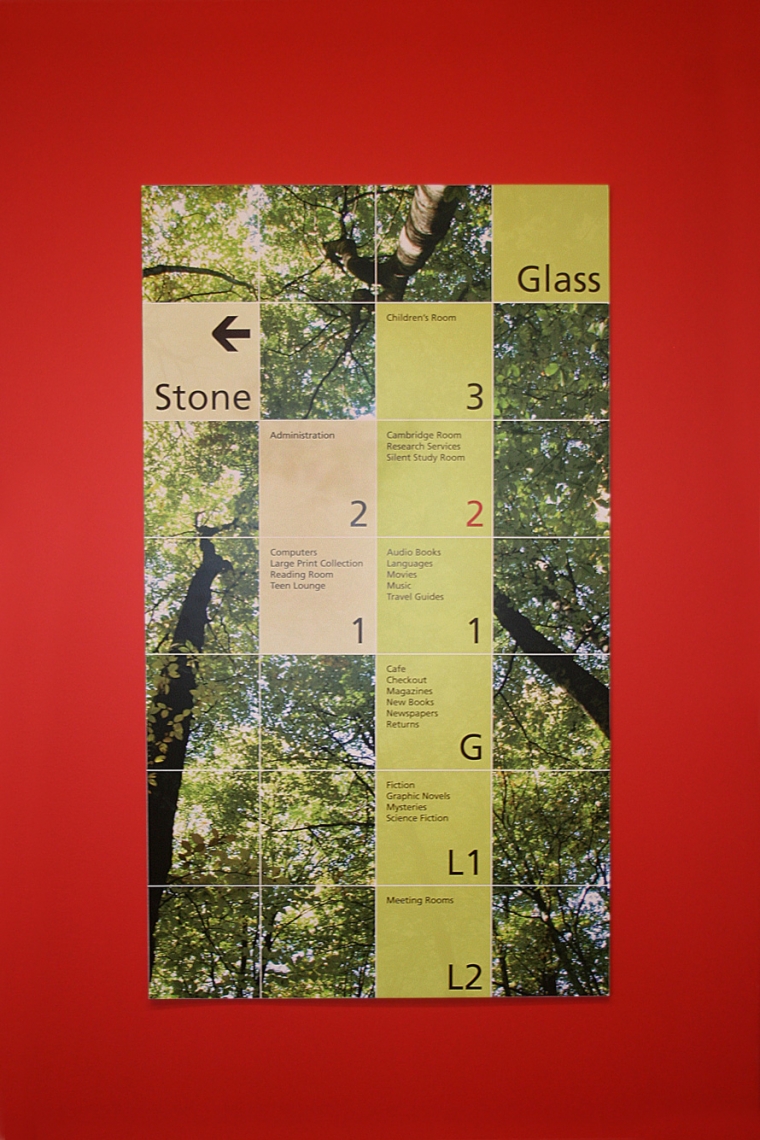 Glass
Stone
Children's Room
3
Administration
2
Cambridge Room
Research Services
Silent Study Room
2
Computers
Large Print Collection
Reading Room
Teen Lounge
1
Audio Books
Languages
Movies
Music
Travel Guides
1
Cafe
Checkout
Magazines
New Books
Newspapers
Returns
G
Fiction
Graphic Novels
Mysteries
Science Fiction
L1
Meeting Rooms
L2